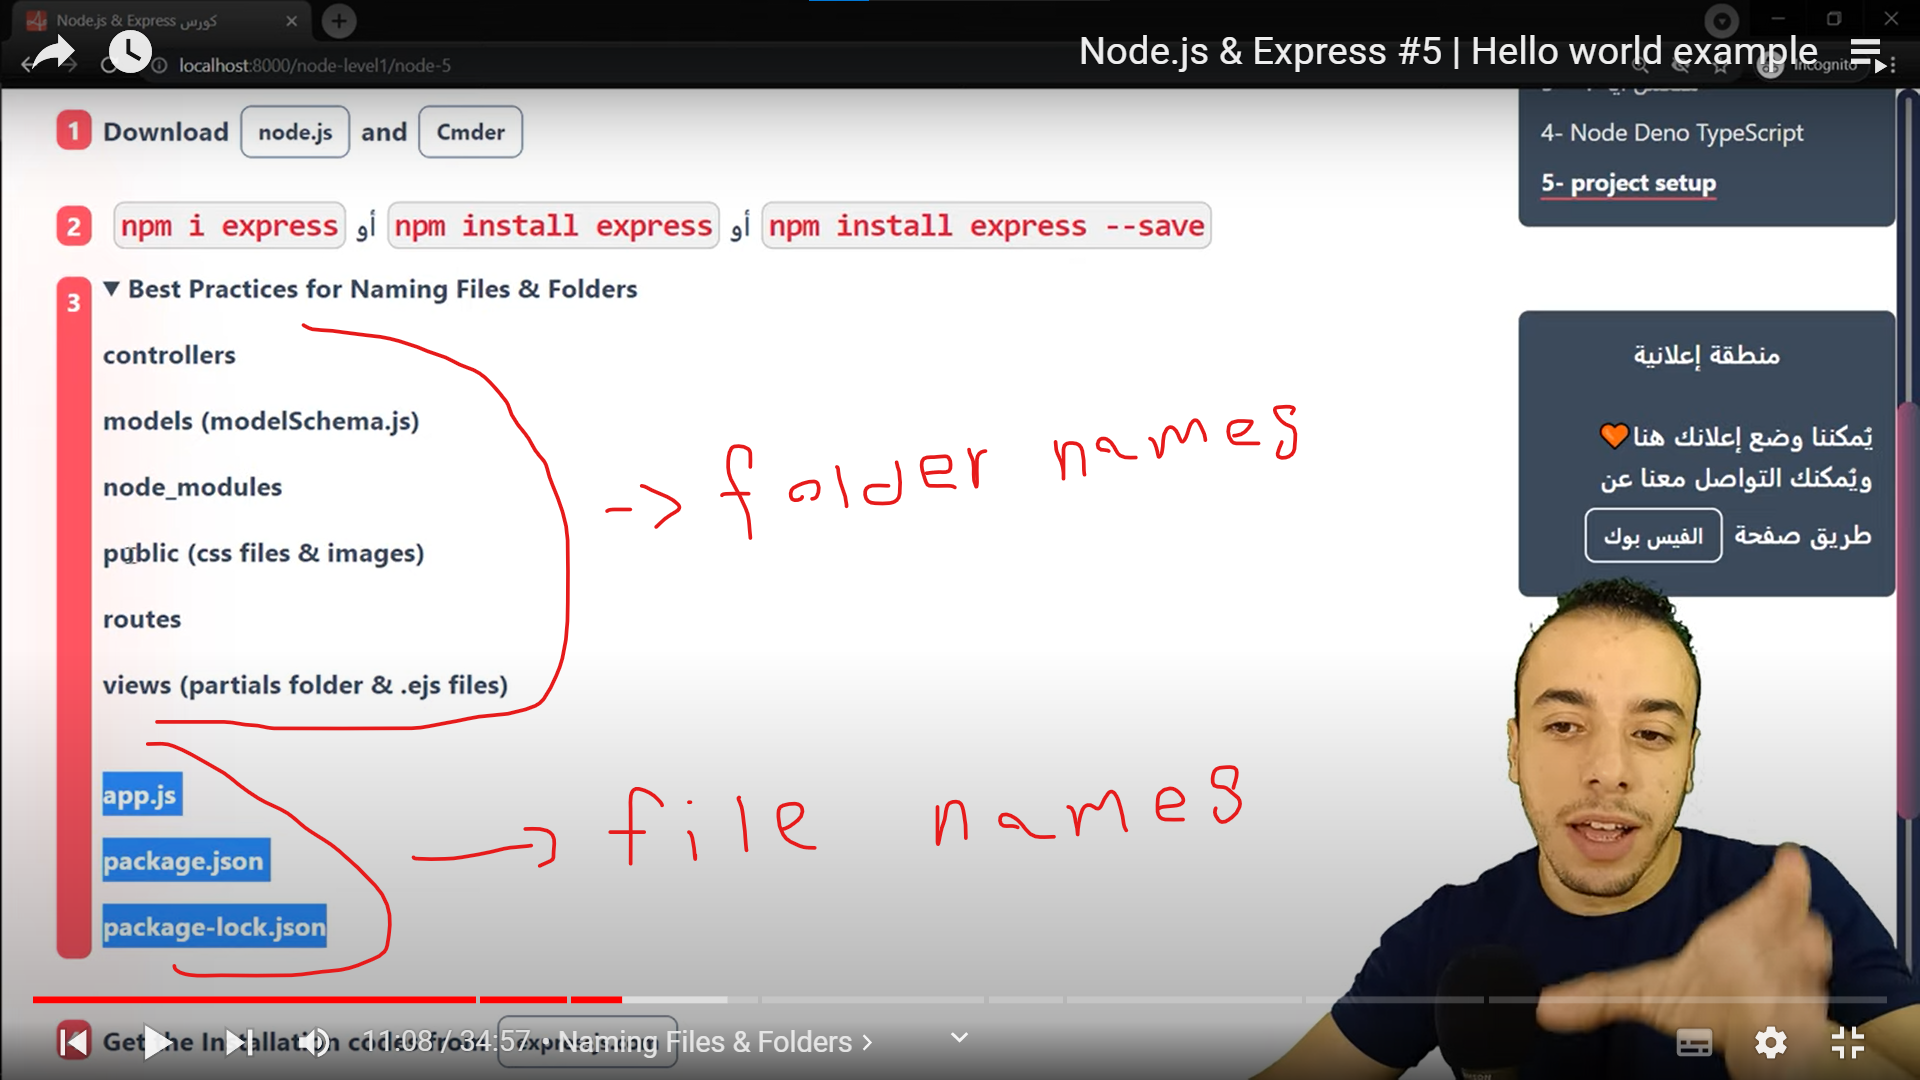 Node.js & Express كورس
localhost:8000/node-level1/node-5
Node.js & Express #5 | Hello world example
Incognito
1 Download node.js and Cmder
4- Node Deno TypeScript
5- project setup
2 npm i express أو npm install express أو npm install express --save
3 Best Practices for Naming Files & Folders
controllers
models (modelSchema.js)
node_modules
public (css files & images)
routes
views (partials folder & .ejs files)
-> folder names
app.js
package.json
package-lock.json
-> file names
منطقة إعلانية
يُمكننا وضع إعلانك هنا🧡
ويُمكنك التواصل معنا عن
طريق صفحة الفيس بوك
Get the Installation codes from
11:08 / 34:57 • Naming Files & Folders >